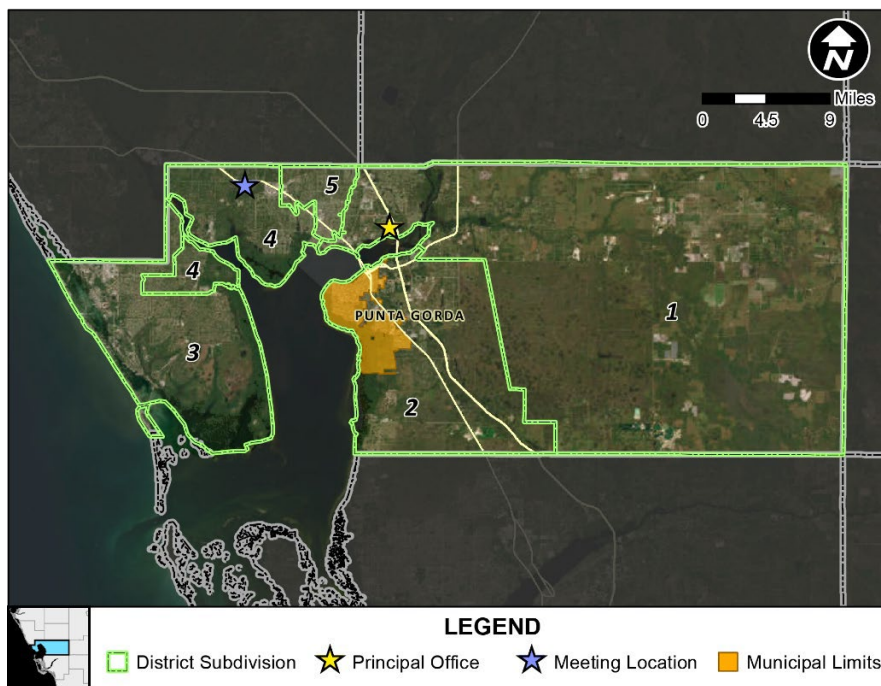 N
Miles
0 4.5 9
5
4
4
1
PUNTA GORDA
3
2
LEGEND
District Subdivision Principal Office Meeting Location Municipal Limits